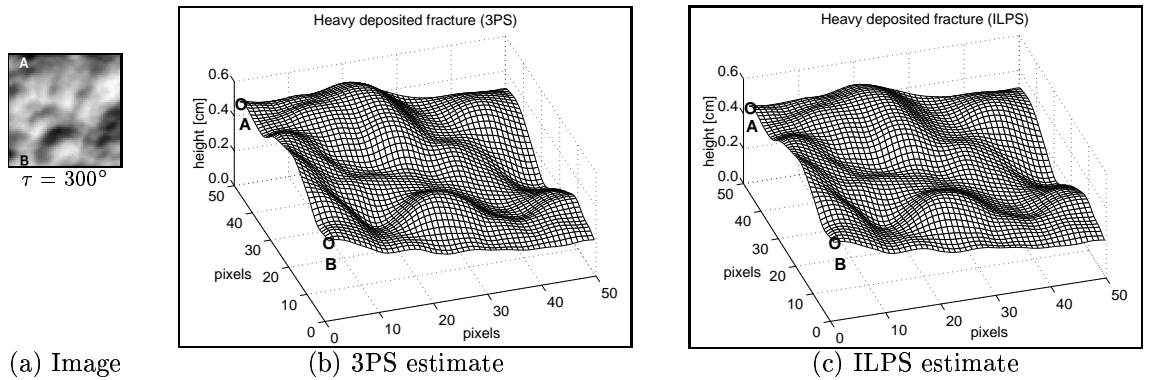 A
B
τ = 300°
(a) Image
Heavy deposited fracture (3PS)
height [cm]
0.6
0.4
0.2
0.0
A
B
50
40
30
20
10
0
pixels
0
10
20
30
40
50
pixels
(b) 3PS estimate
Heavy deposited fracture (ILPS)
height [cm]
0.6
0.4
0.2
0.0
A
B
50
40
30
20
10
0
pixels
0
10
20
30
40
50
pixels
(c) ILPS estimate